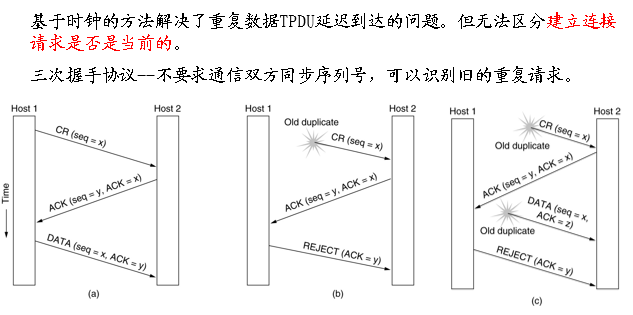 基于时钟的方法解决了重复数据TPDU延迟到达的问题。但无法区分建立连接
请求是否是当前的。
三次握手协议--不要求通信双方同步序列号，可以识别旧的重复请求。
Host 1
Host 2
CR (seq = x)
ACK (seq = y, ACK = x)
DATA (seq = x, ACK = y)
Time
(a)
Host 1
Host 2
Old duplicate
CR (seq = x)
ACK (seq = y, ACK = x)
REJECT (ACK = y)
(b)
Host 1
Host 2
CR (seq = x)
Old duplicate
ACK (seq = y, ACK = x)
DATA (seq = x,
ACK = z)
Old duplicate
REJECT (ACK = y)
(c)